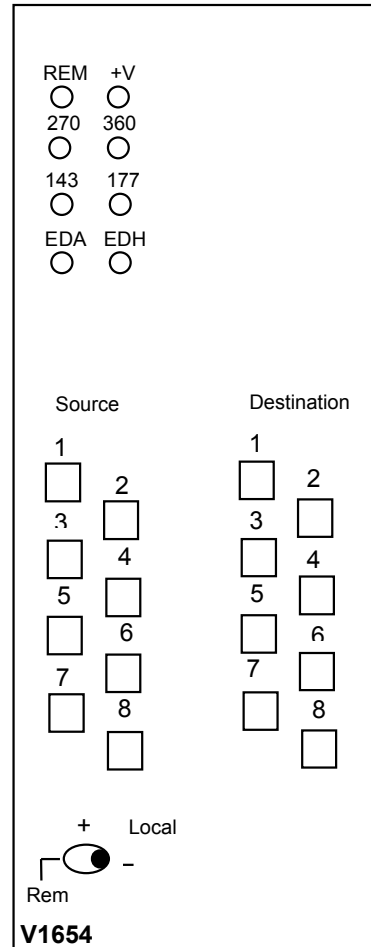 REM +V
270 360
143 177
EDA EDH
Source Destination
1 1
2 2
3 3
4 4
5 5
6 6
7 7
8 8
+ Local
–
Rem
V1654